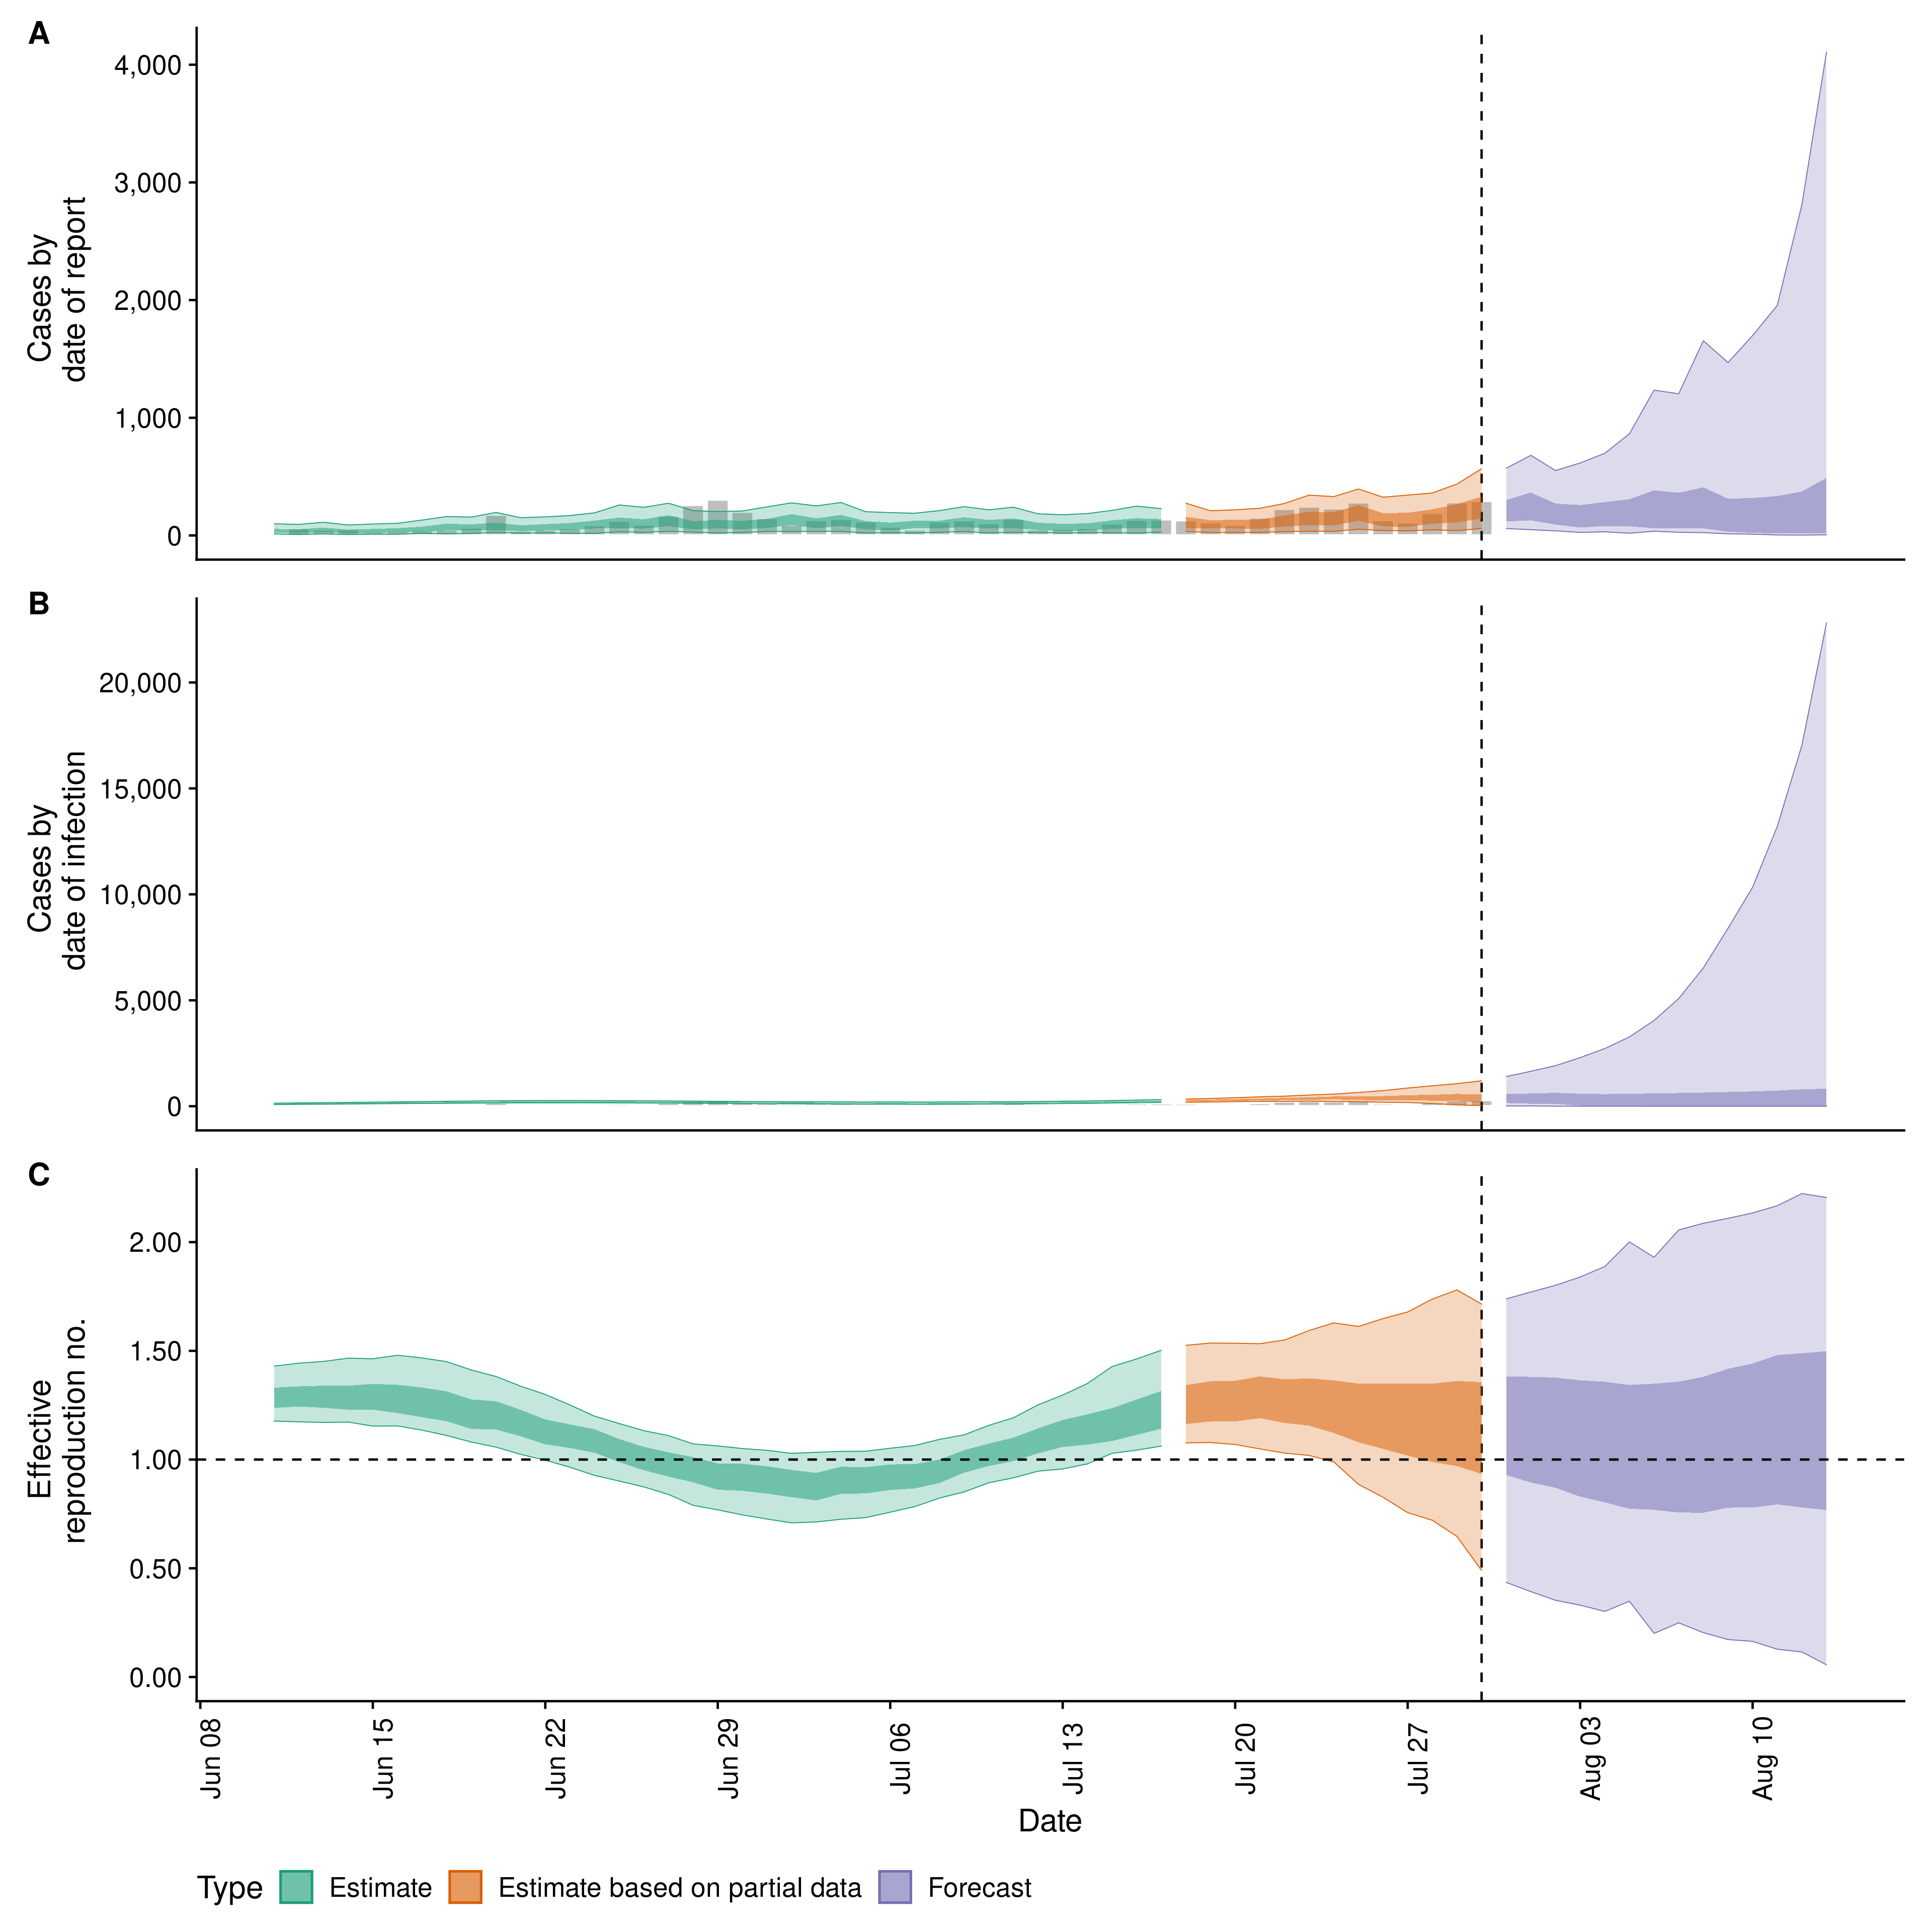 A
4,000
3,000
2,000
1,000
0
Cases by
date of report
B
20,000
15,000
10,000
5,000
0
Cases by
date of infection
C
2.00
1.50
1.00
0.50
0.00
Effective
reproduction no.
Jun 08
Jun 15
Jun 22
Jun 29
Jul 06
Jul 13
Jul 20
Jul 27
Aug 03
Aug 10
Date
Type Estimate Estimate based on partial data Forecast